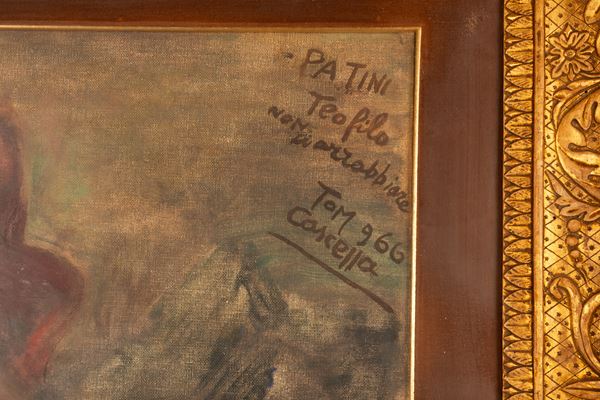 - PATINI
Teofilo
non ti arrabbiare
TOM 966
Cascella